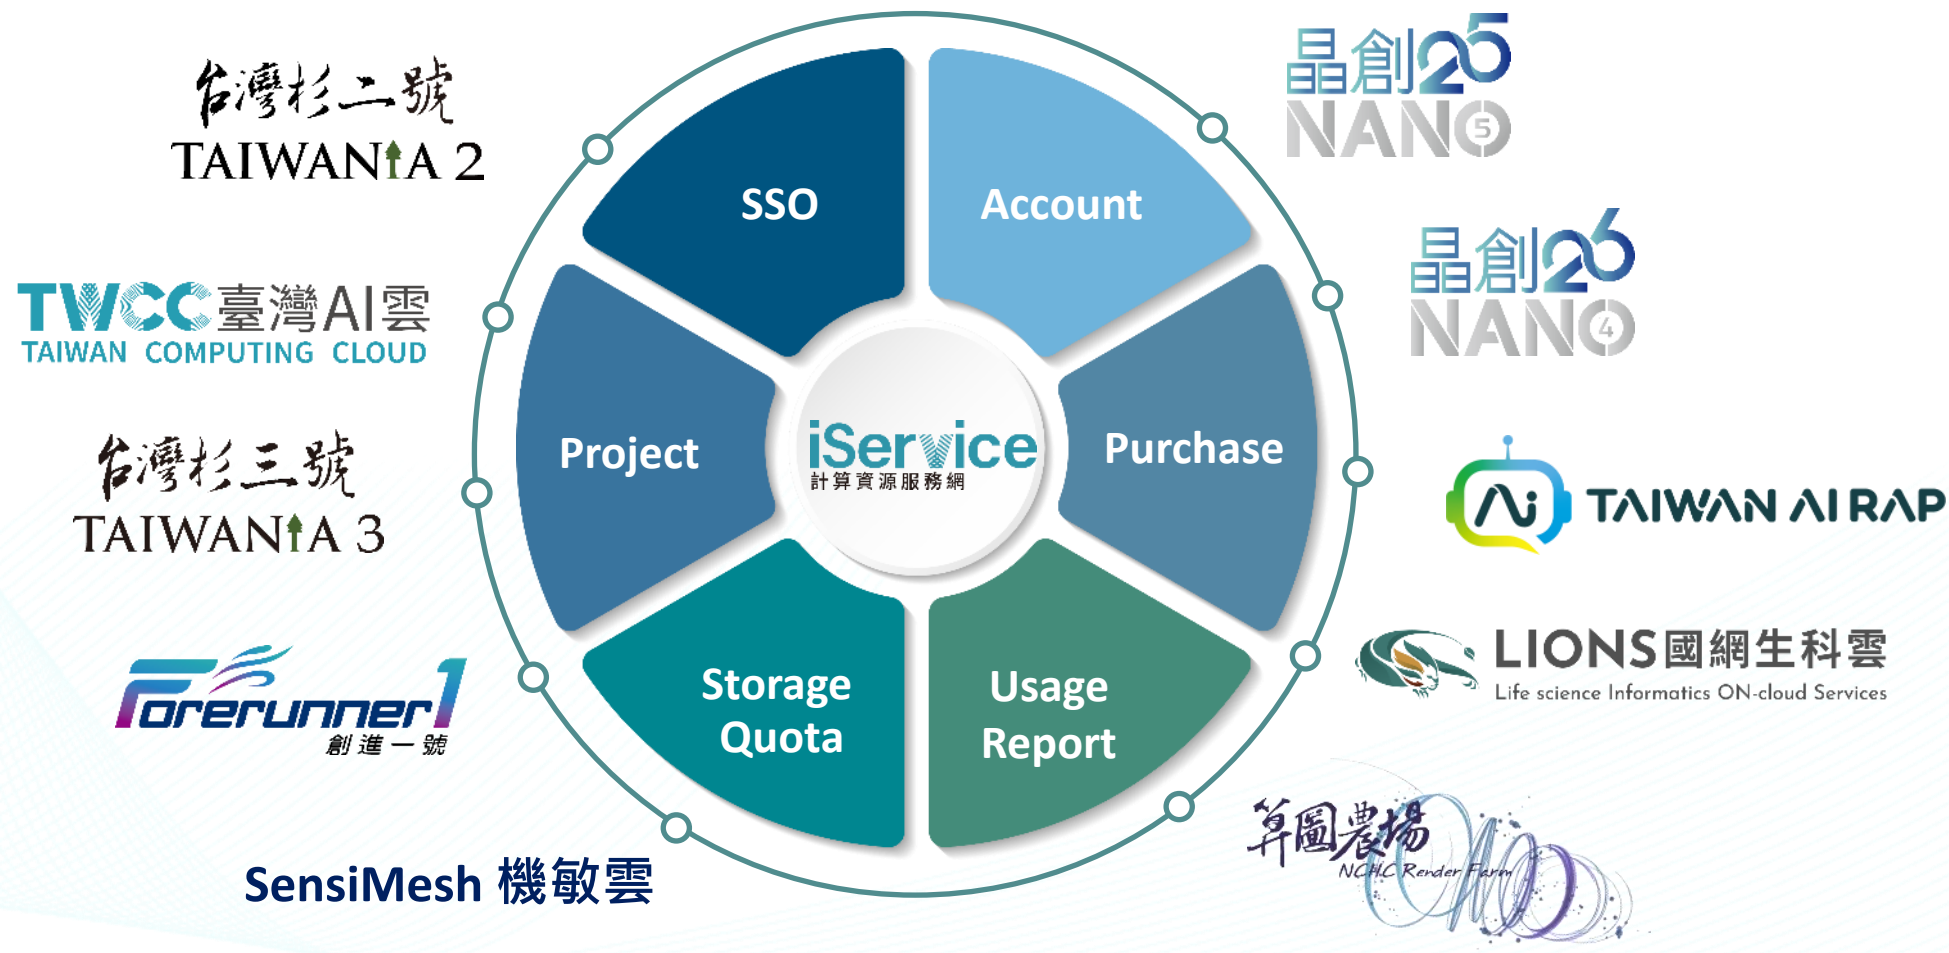 台灣杉二號
TAIWANIA 2
TWCC臺灣AI雲
TAIWAN COMPUTING CLOUD
台灣杉三號
TAIWANIA 3
Forerunner1
創進一號
SensiMesh 機敏雲
SSO
Account
Project
Purchase
Storage
Quota
Usage
Report
iService
計算資源服務網
晶創25
NANO5
晶創26
NANO4
Ai TAIWAN AI RAP
LIONS國網生科雲
Life science Informatics ON-cloud Services
算圖農場
NCHC Render Farm